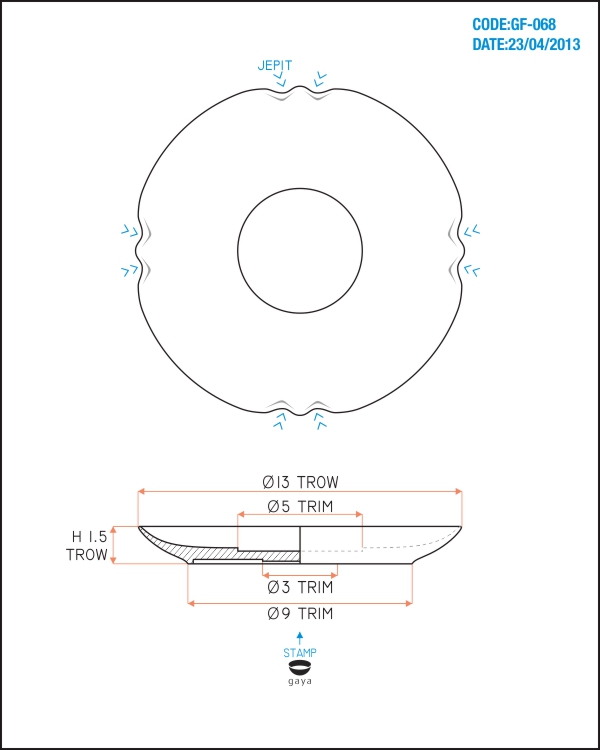 CODE:GF-068
DATE:23/04/2013
JEPIT
Ø13 TROW
Ø5 TRIM
H 1.5
TROW
Ø3 TRIM
Ø9 TRIM
STAMP
gaya